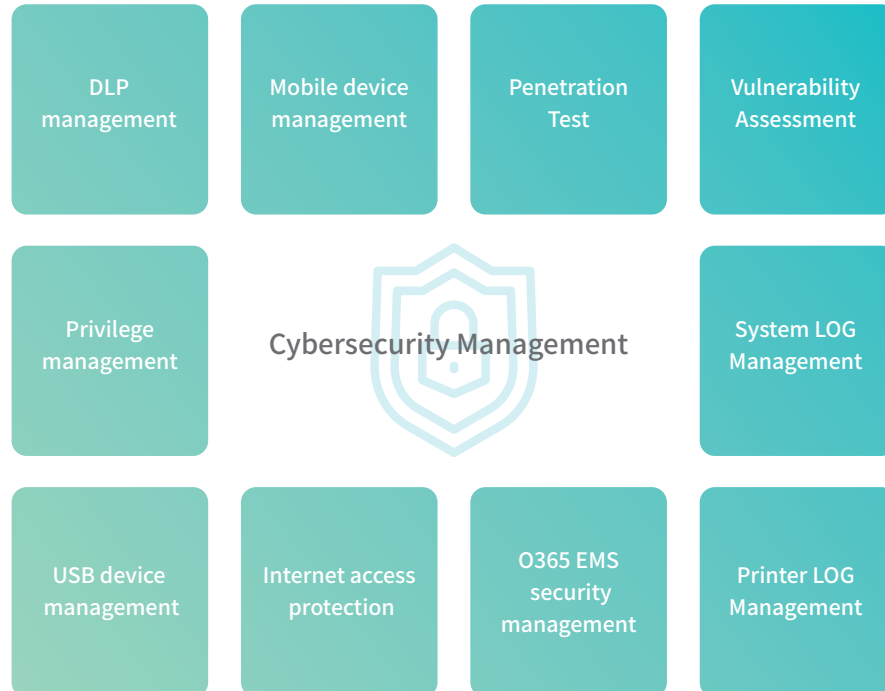 DLP
management
Mobile device
management
Penetration
Test
Vulnerability
Assessment
Privilege
management
Cybersecurity Management
System LOG
Management
USB device
management
Internet access
protection
O365 EMS
security
management
Printer LOG
Management